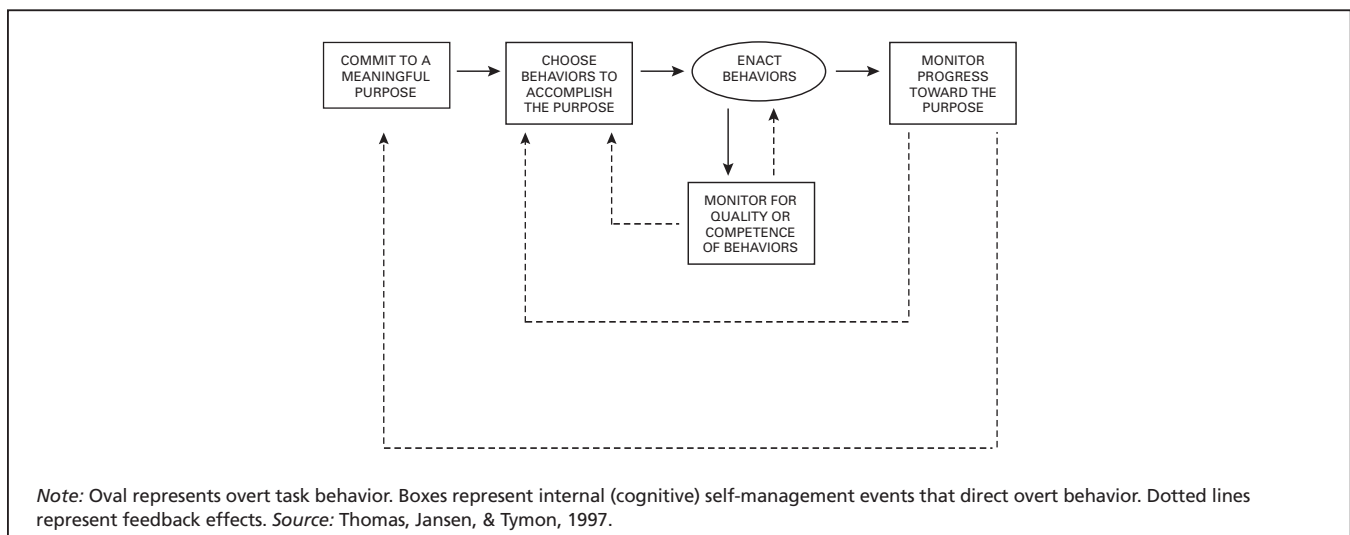 COMMIT TO A
MEANINGFUL
PURPOSE
CHOOSE
BEHAVIORS TO
ACCOMPLISH
THE PURPOSE
ENACT
BEHAVIORS
MONITOR
PROGRESS
TOWARD THE
PURPOSE
MONITOR FOR
QUALITY OR
COMPETENCE
OF BEHAVIORS
Note: Oval represents overt task behavior. Boxes represent internal (cognitive) self-management events that direct overt behavior. Dotted lines
represent feedback effects. Source: Thomas, Jansen, & Tymon, 1997.